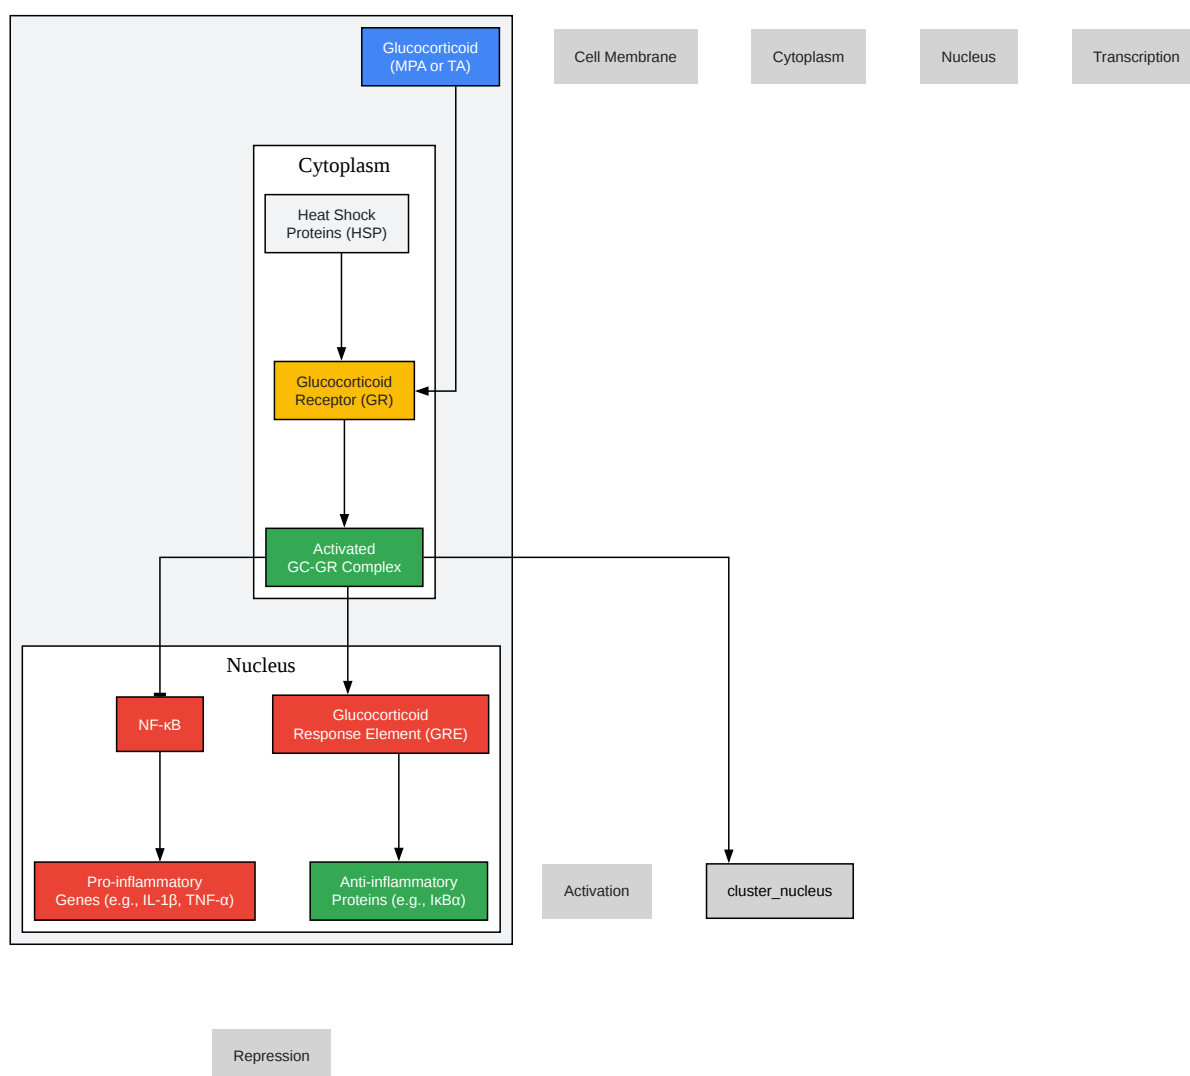 Glucocorticoid
(MPA or TA)
Cell Membrane
Cytoplasm
Nucleus
Transcription
Cytoplasm
Heat Shock
Proteins (HSP)
Glucocorticoid
Receptor (GR)
Activated
GC-GR Complex
Nucleus
NF-κB
Glucocorticoid
Response Element (GRE)
Pro-inflammatory
Genes (e.g., IL-1β, TNF-α)
Anti-inflammatory
Proteins (e.g., IκBα)
Activation
cluster_nucleus
Repression